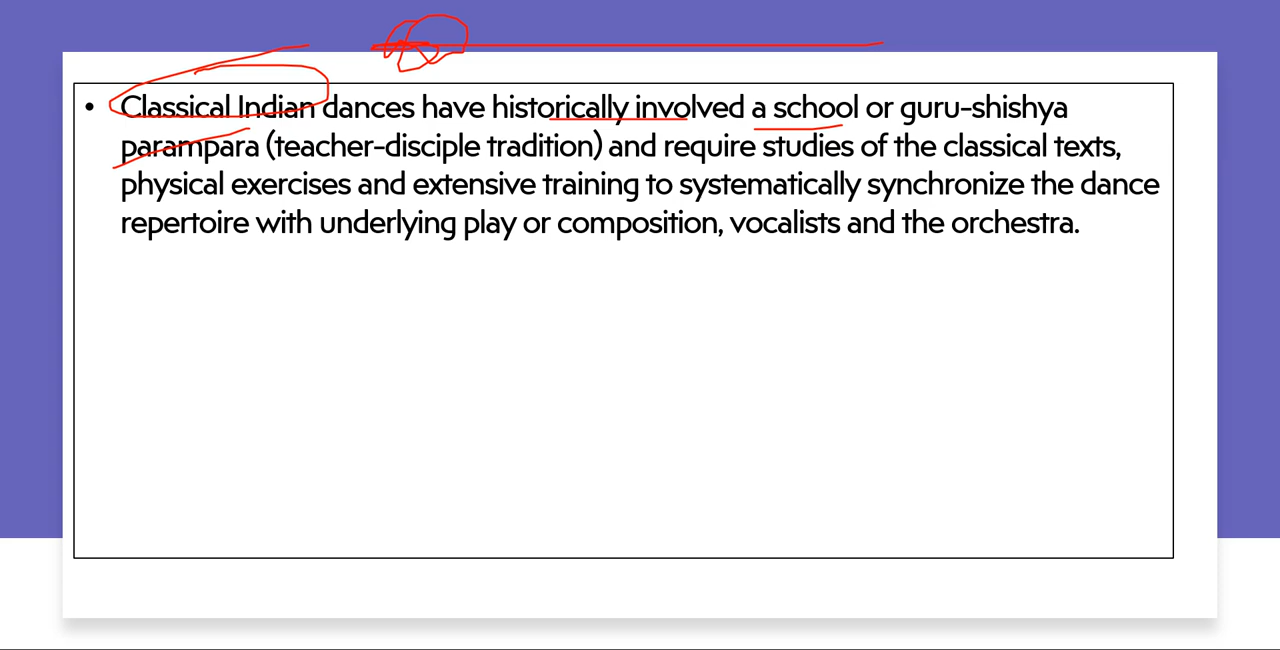 • Classical Indian dances have historically involved a school or guru-shishya
parampara (teacher-disciple tradition) and require studies of the classical texts,
physical exercises and extensive training to systematically synchronize the dance
repertoire with underlying play or composition, vocalists and the orchestra.